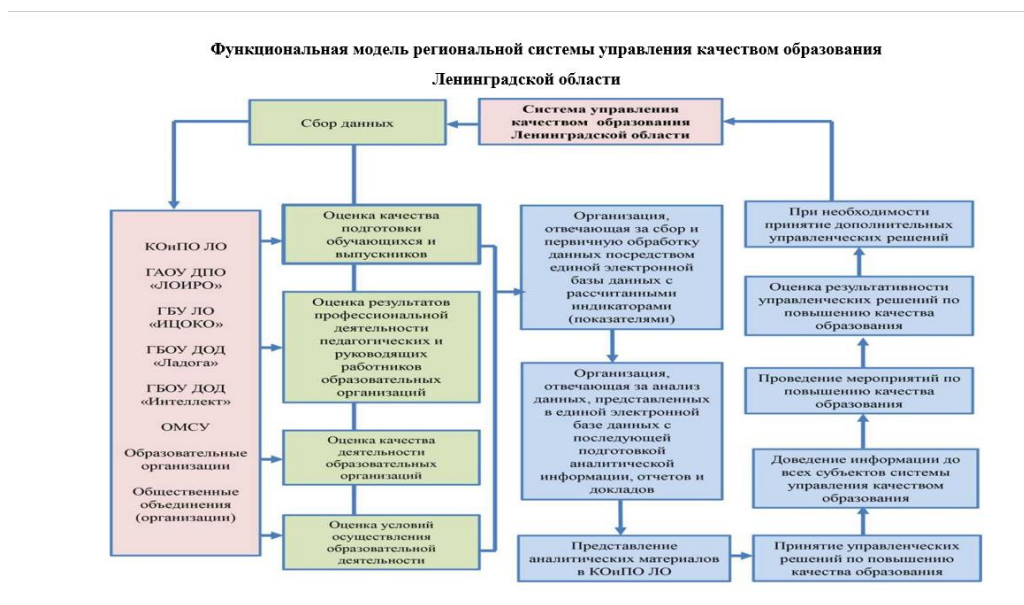 Функциональная модель региональной системы управления качеством образования
Ленинградской области
Сбор данных
Система управления
качеством образования
Ленинградской области
КОиПО ЛО
ГАОУ ДПО
«ЛОИРО»
ГБУ ЛО
«ИЦОКО»
ГБОУ ДОД
«Ладога»
ГБОУ ДОД
«Интеллект»
ОМСУ
Образовательные
организации
Общественные
объединения
(организации)
Оценка качества
подготовки
обучающихся и
выпускников
Оценка результатов
профессиональной
деятельности
педагогических и
руководящих
работников
образовательных
организаций
Оценка качества
деятельности
образовательных
организаций
Оценка условий
осуществления
образовательной
деятельности
Организация,
отвечающая за сбор и
первичную обработку
данных посредством
единой электронной
базы данных с
рассчитанными
индикаторами
(показателями)
Организация,
отвечающая за анализ
данных, представленных
в единой электронной
базе данных с
последующей
подготовкой
аналитической
информации, отчетов и
докладов
Представление
аналитических материалов
в КОиПО ЛО
Принятие управленческих
решений по повышению
качества образования
Доведение информации до
всех субъектов системы
управления качеством
образования
Проведение мероприятий по
повышению качества
образования
Оценка результативности
управленческих решений по
повышению качества
образования
При необходимости
принятие дополнительных
управленческих решений